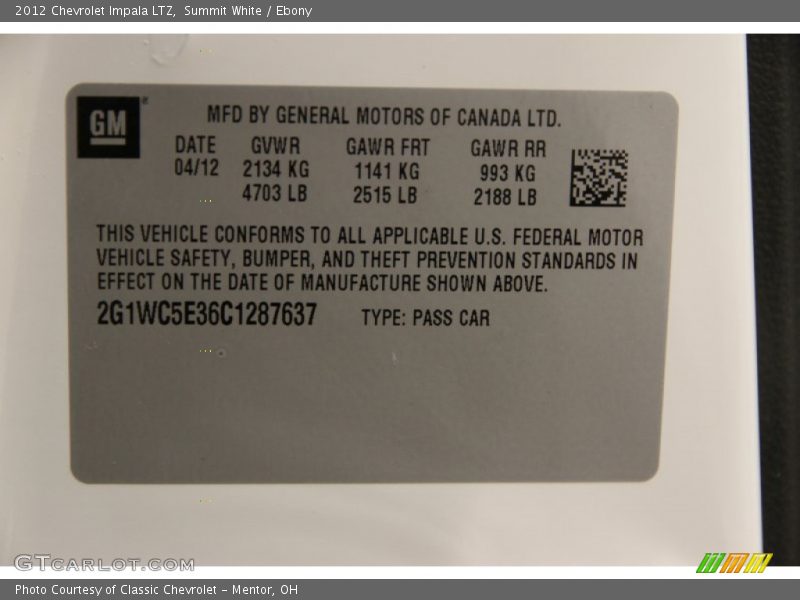 2012 Chevrolet Impala LTZ, Summit White / Ebony
GM
MFD BY GENERAL MOTORS OF CANADA LTD.
DATE GVWR GAWR FRT GAWR RR
04/12 2134 KG 1141 KG 993 KG
4703 LB 2515 LB 2188 LB
THIS VEHICLE CONFORMS TO ALL APPLICABLE U.S. FEDERAL MOTOR
VEHICLE SAFETY, BUMPER, AND THEFT PREVENTION STANDARDS IN
EFFECT ON THE DATE OF MANUFACTURE SHOWN ABOVE.
2G1WC5E36C1287637 TYPE: PASS CAR
GTCARLOT.COM
Photo Courtesy of Classic Chevrolet - Mentor, OH